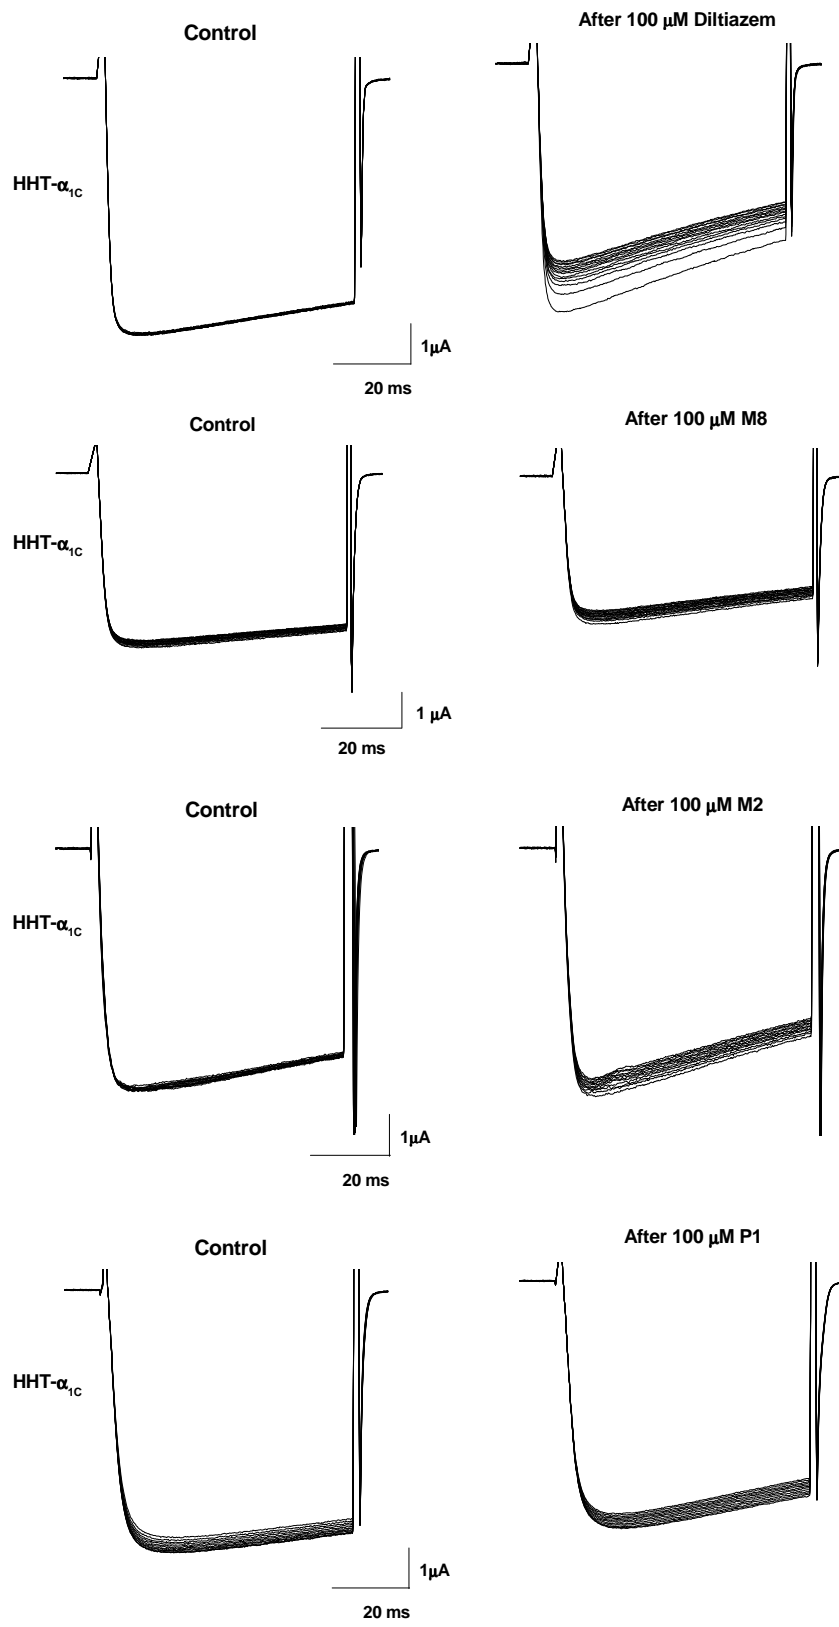 Control
After 100 μM Diltiazem
HHT-α1C
1μA
20 ms
Control
After 100 μM M8
HHT-α1C
1 μA
20 ms
Control
After 100 μM M2
HHT-α1C
1μA
20 ms
Control
After 100 μM P1
HHT-α1C
1μA
20 ms